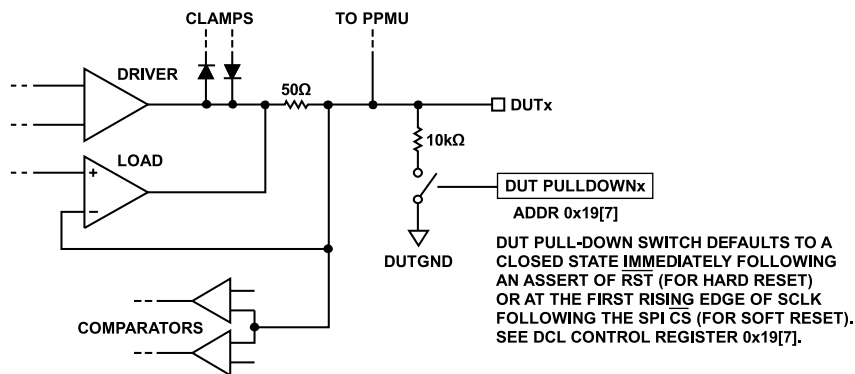 CLAMPS
TO PPMU
DRIVER
50Ω
DUTx
10kΩ
LOAD
+
−
DUT PULLDOWNx
ADDR 0x19[7]
DUTGND
DUT PULL-DOWN SWITCH DEFAULTS TO A
CLOSED STATE IMMEDIATELY FOLLOWING
AN ASSERT OF RST (FOR HARD RESET)
OR AT THE FIRST RISING EDGE OF SCLK
FOLLOWING THE SPI CS (FOR SOFT RESET).
SEE DCL CONTROL REGISTER 0x19[7].
COMPARATORS